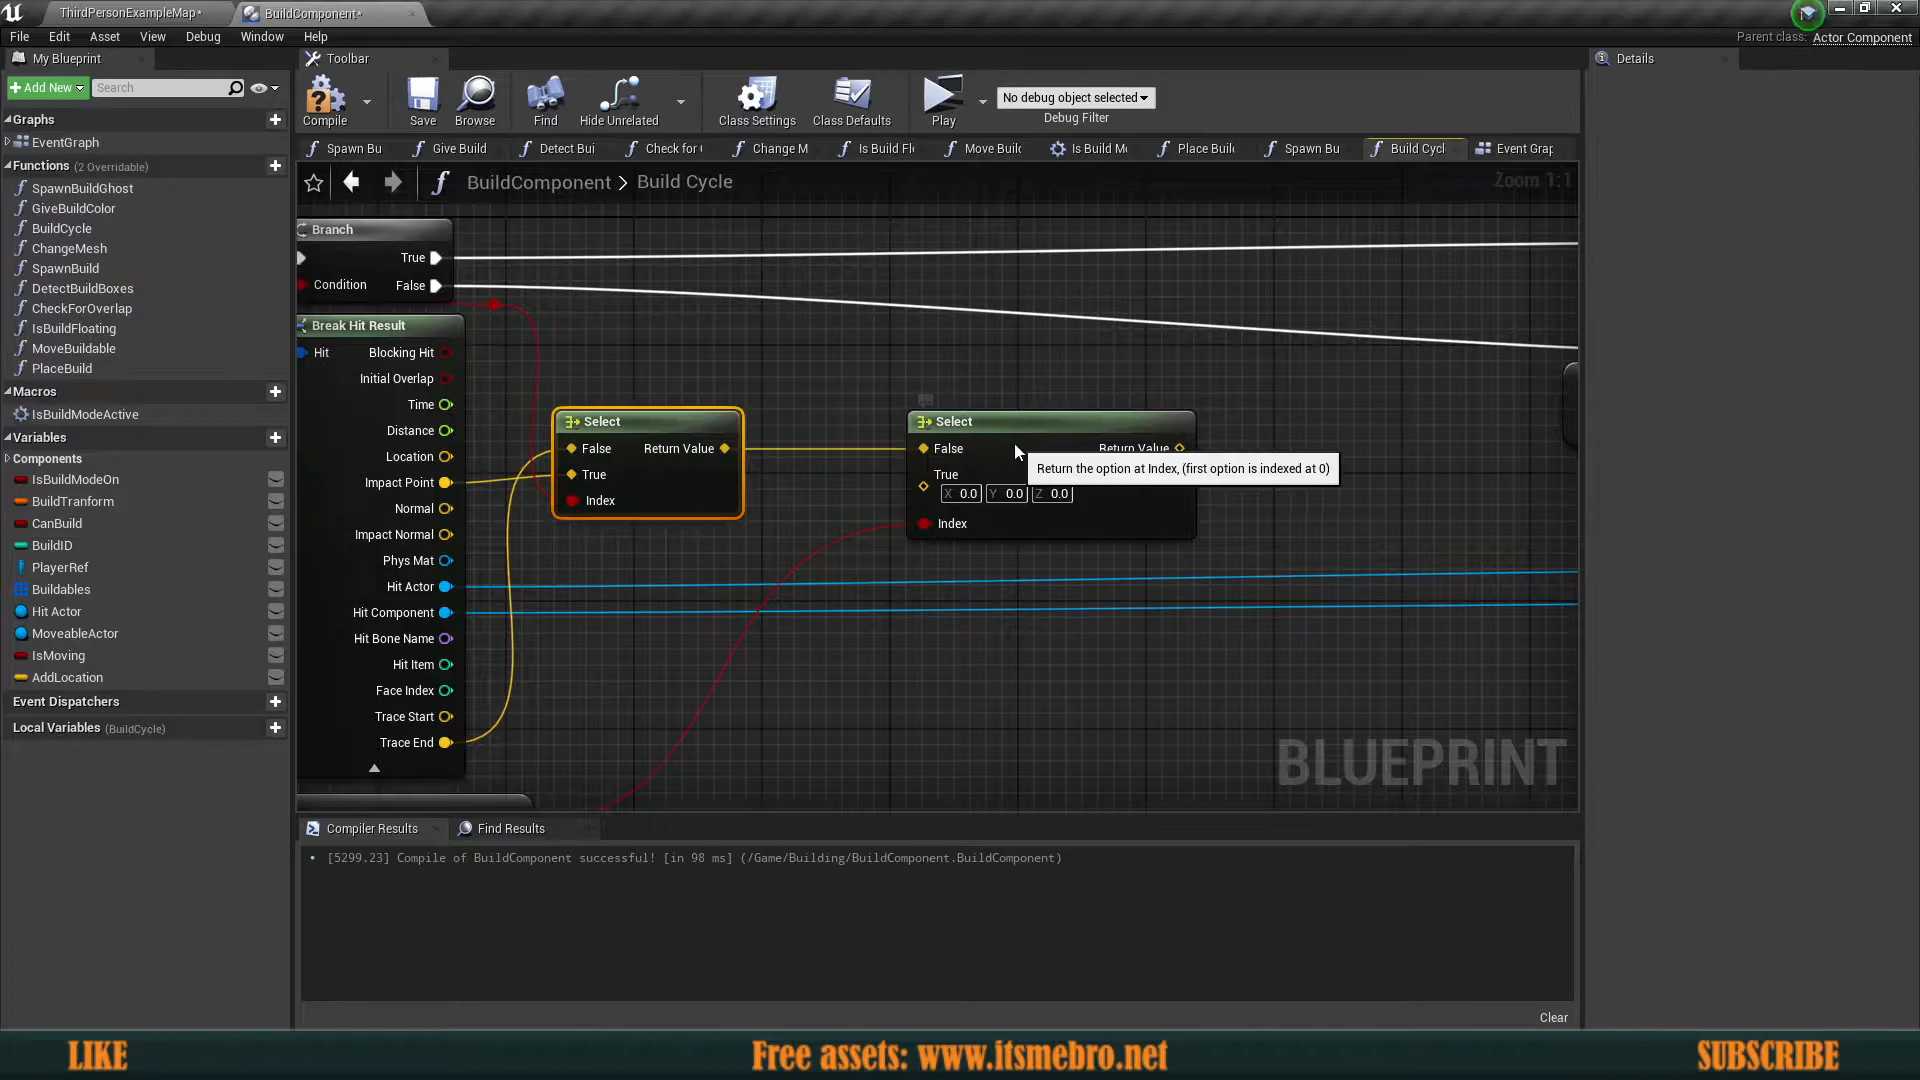 ThirdPersonExampleMap*
BuildComponent*
File Edit Asset View Debug Window Help
Parent class: Actor Component
My Blueprint
Toolbar
Details
Add New
Search
Compile
Save
Browse
Find
Hide Unrelated
Class Settings
Class Defaults
Play
No debug object selected
Debug Filter
Spawn Bu
Give Build
Detect Bui
Check for
Change M
Is Build Fl
Move Build
Is Build M
Place Build
Spawn Bu
Build Cycl
Event Grap
BuildComponent > Build Cycle
Zoom 1:1
Graphs
EventGraph
Functions (2 Overridable)
SpawnBuildGhost
GiveBuildColor
BuildCycle
ChangeMesh
SpawnBuild
DetectBuildBoxes
CheckForOverlap
IsBuildFloating
MoveBuildable
PlaceBuild
Macros
IsBuildModeActive
Variables
Components
IsBuildModeOn
BuildTranform
CanBuild
BuildID
PlayerRef
Buildables
Hit Actor
MoveableActor
IsMoving
AddLocation
Event Dispatchers
Local Variables (BuildCycle)
Branch
True
Condition False
Break Hit Result
Hit Blocking Hit
Initial Overlap
Time
Distance
Location
Impact Point
Normal
Impact Normal
Phys Mat
Hit Actor
Hit Component
Hit Bone Name
Hit Item
Face Index
Trace Start
Trace End
Select
False Return Value
True
Index
Select
False Return Value
True
X 0.0 Y 0.0 Z 0.0
Index
Return the option at Index, (first option is indexed at 0)
BLUEPRINT
Compiler Results
Find Results
[5299.23] Compile of BuildComponent successful! [in 98 ms] (/Game/Building/BuildComponent.BuildComponent)
Clear
LIKE
Free assets: www.itsmebro.net
SUBSCRIBE